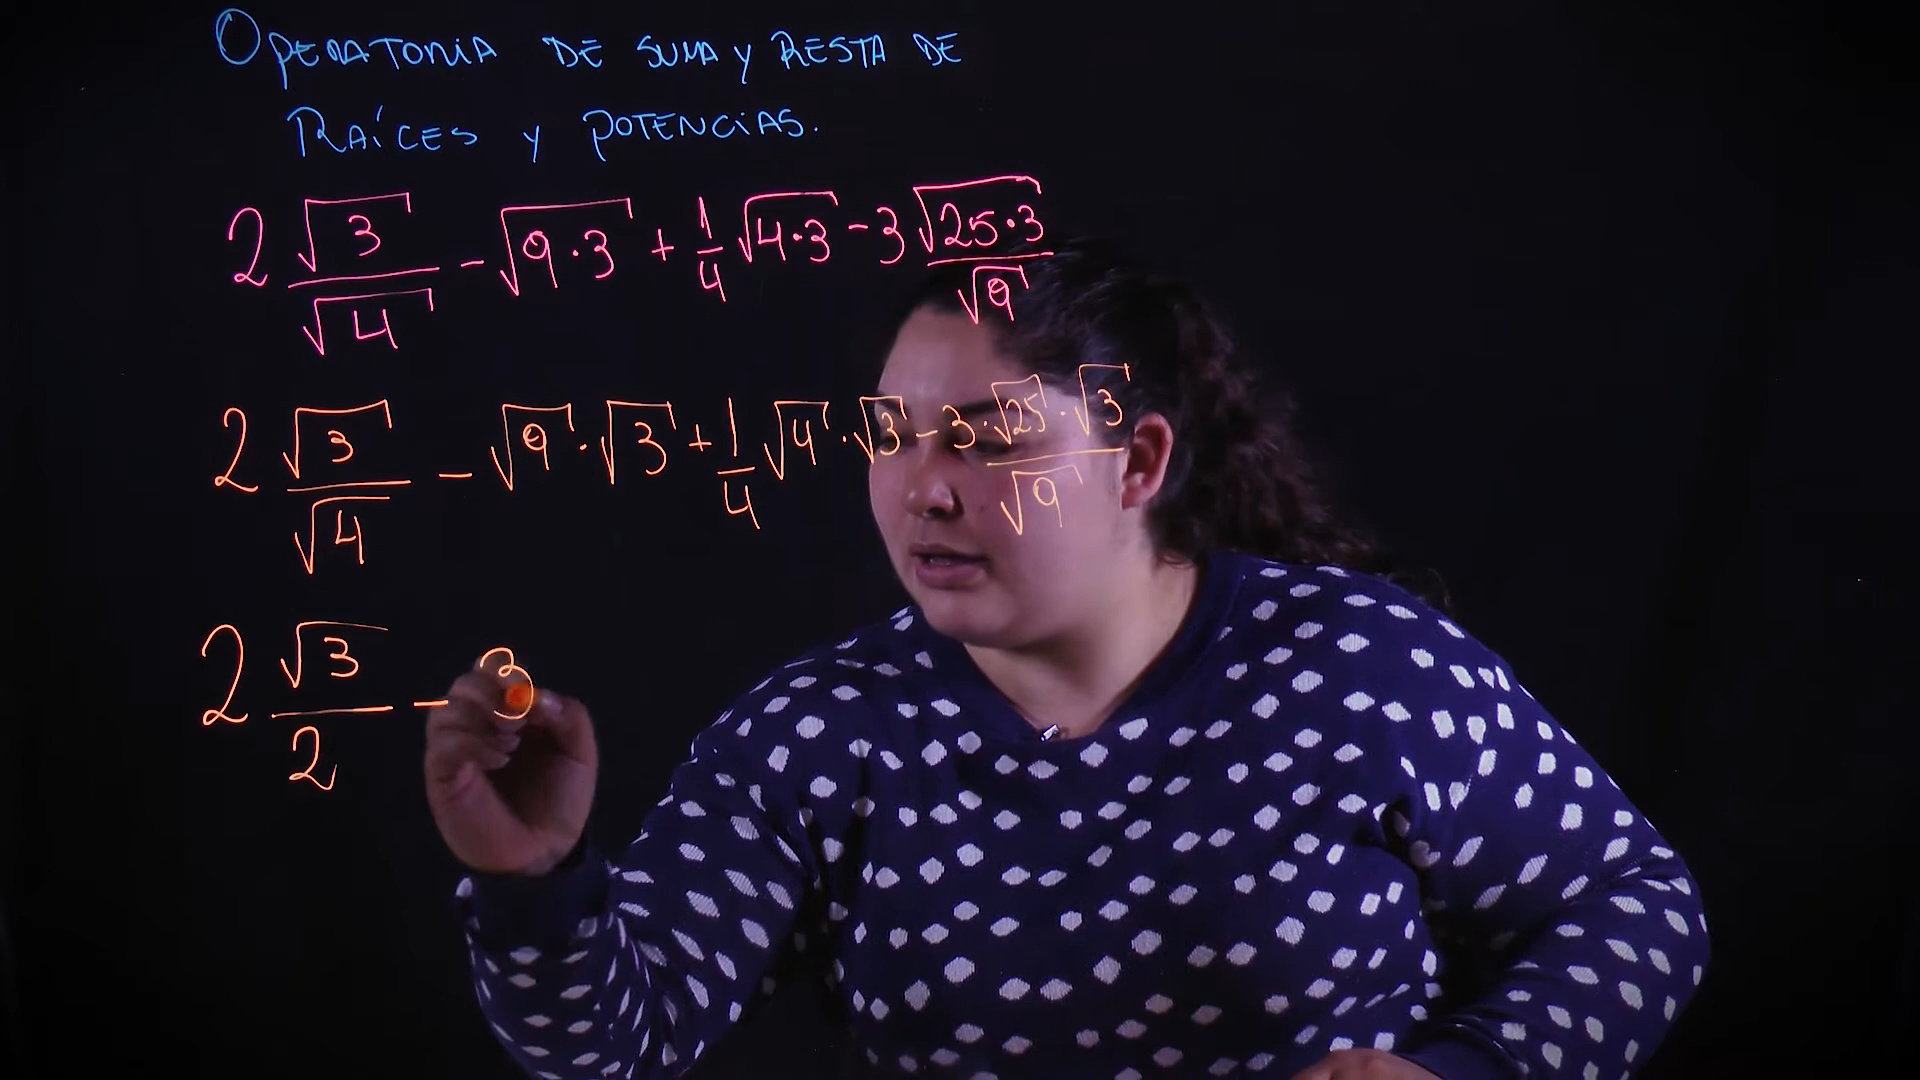 OPERATORIA DE SUMA Y RESTA DE
RAÍCES Y POTENCIAS.
2 √3/√4 - √9·3 + 1/4 √4·3 - 3 √25·3/√9
2 √3/√4 - √9·√3 + 1/4 √4·√3 - 3·√25·√3/√9
2 √3/2 - 3